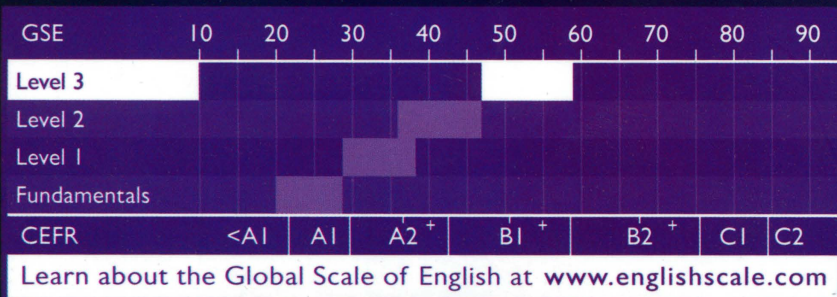 GSE 10 20 30 40 50 60 70 80 90
Level 3
Level 2
Level 1
Fundamentals
CEFR <A1 A1 A2 + B1 + B2 + C1 C2
Learn about the Global Scale of English at www.englishscale.com